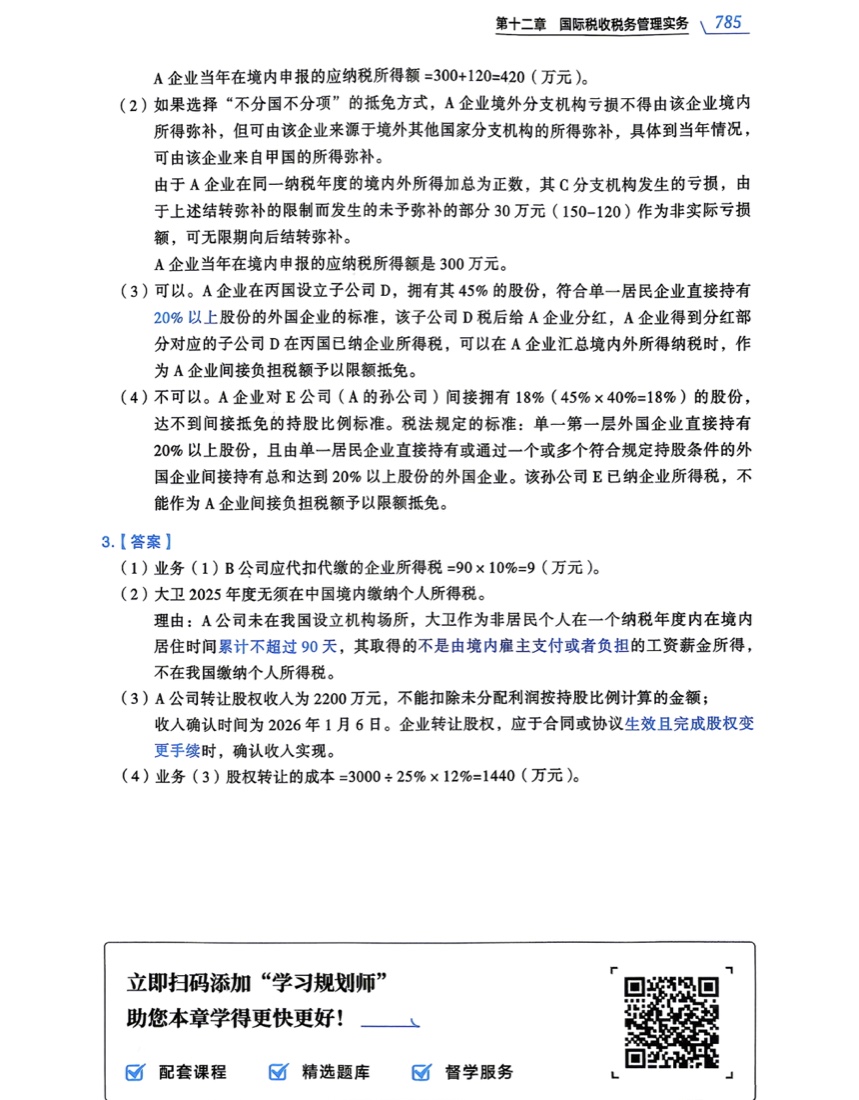 第十二章　国际税收税务管理实务　785
A 企业当年在境内申报的应纳税所得额 =300+120=420（万元）。
（2）如果选择“不分国不分项”的抵免方式，A 企业境外分支机构亏损不得由该企业境内
所得弥补，但可由该企业来源于境外其他国家分支机构的所得弥补，具体到当年情况，
可由该企业来自甲国的所得弥补。
由于 A 企业在同一纳税年度的境内外所得加总为正数，其 C 分支机构发生的亏损，由
于上述结转弥补的限制而发生的未予弥补的部分 30 万元（150-120）作为非实际亏损
额，可无限期向后结转弥补。
A 企业当年在境内申报的应纳税所得额是 300 万元。
（3）可以。A 企业在丙国设立子公司 D，拥有其 45% 的股份，符合单一居民企业直接持有
20% 以上股份的外国企业的标准，该子公司 D 税后给 A 企业分红，A 企业得到分红部
分对应的子公司 D 在丙国已纳企业所得税，可以在 A 企业汇总境内外所得纳税时，作
为 A 企业间接负担税额予以限额抵免。
（4）不可以。A 企业对 E 公司（A 的孙公司）间接拥有 18%（45%×40%=18%）的股份，
达不到间接抵免的持股比例标准。税法规定的标准：单一第一层外国企业直接持有
20% 以上股份，且由单一居民企业直接持有或通过一个或多个符合规定持股条件的外
国企业间接持有总和达到 20% 以上股份的外国企业。该孙公司 E 已纳企业所得税，不
能作为 A 企业间接负担税额予以限额抵免。
3.【答案】
（1）业务（1）B 公司应代扣代缴的企业所得税 =90×10%=9（万元）。
（2）大卫 2025 年度无须在中国境内缴纳个人所得税。
理由：A 公司未在我国设立机构场所，大卫作为非居民个人在一个纳税年度内在境内
居住时间累计不超过 90 天，其取得的不是由境内雇主支付或者负担的工资薪金所得，
不在我国缴纳个人所得税。
（3）A 公司转让股权收入为 2200 万元，不能扣除未分配利润按持股比例计算的金额；
收入确认时间为 2026 年 1 月 6 日。企业转让股权，应于合同或协议生效且完成股权变
更手续时，确认收入实现。
（4）业务（3）股权转让的成本 =3000÷25%×12%=1440（万元）。
立即扫码添加“学习规划师”
助您本章学得更快更好！
配套课程　精选题库　督学服务